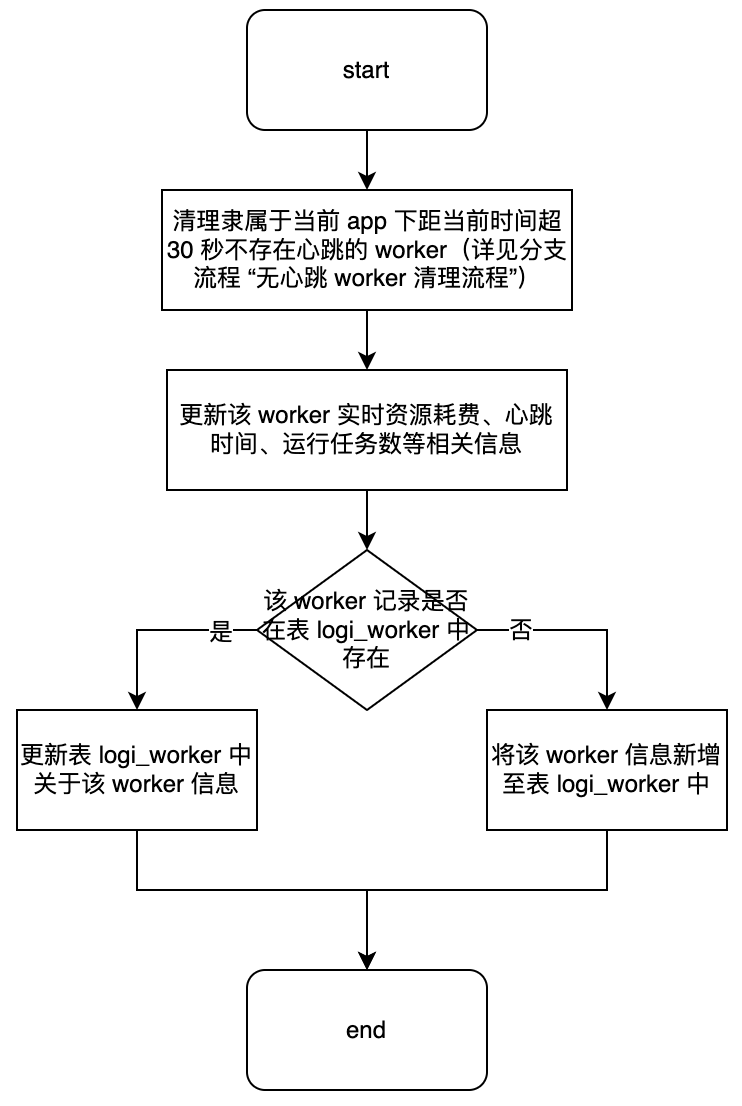 start
清理隶属于当前 app 下距当前时间超
30 秒不存在心跳的 worker（详见分支
流程 “无心跳 worker 清理流程”）
更新该 worker 实时资源耗费、心跳
时间、运行任务数等相关信息
该 worker 记录是否
在表 logi_worker 中
存在
是
否
更新表 logi_worker 中
关于该 worker 信息
将该 worker 信息新增
至表 logi_worker 中
end